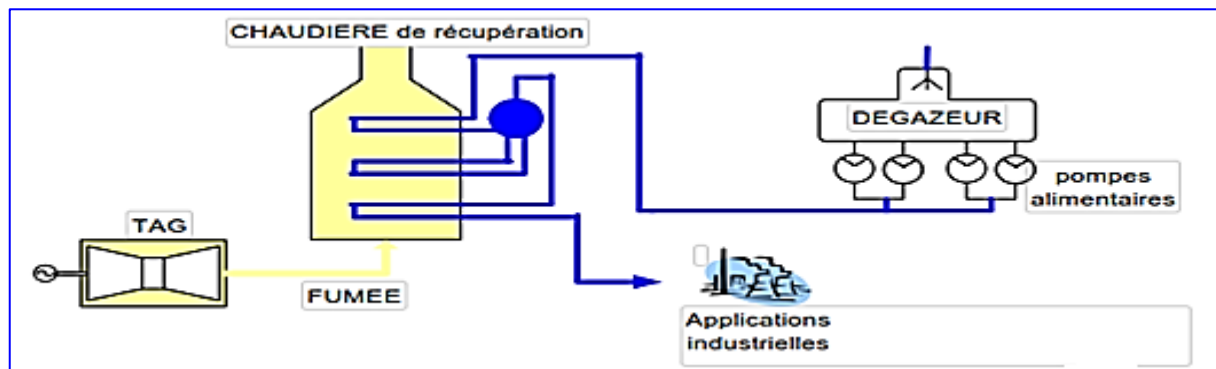 CHAUDIERE de récupération
DEGAZEUR
pompes
alimentaires
TAG
FUMEE
Applications
industrielles